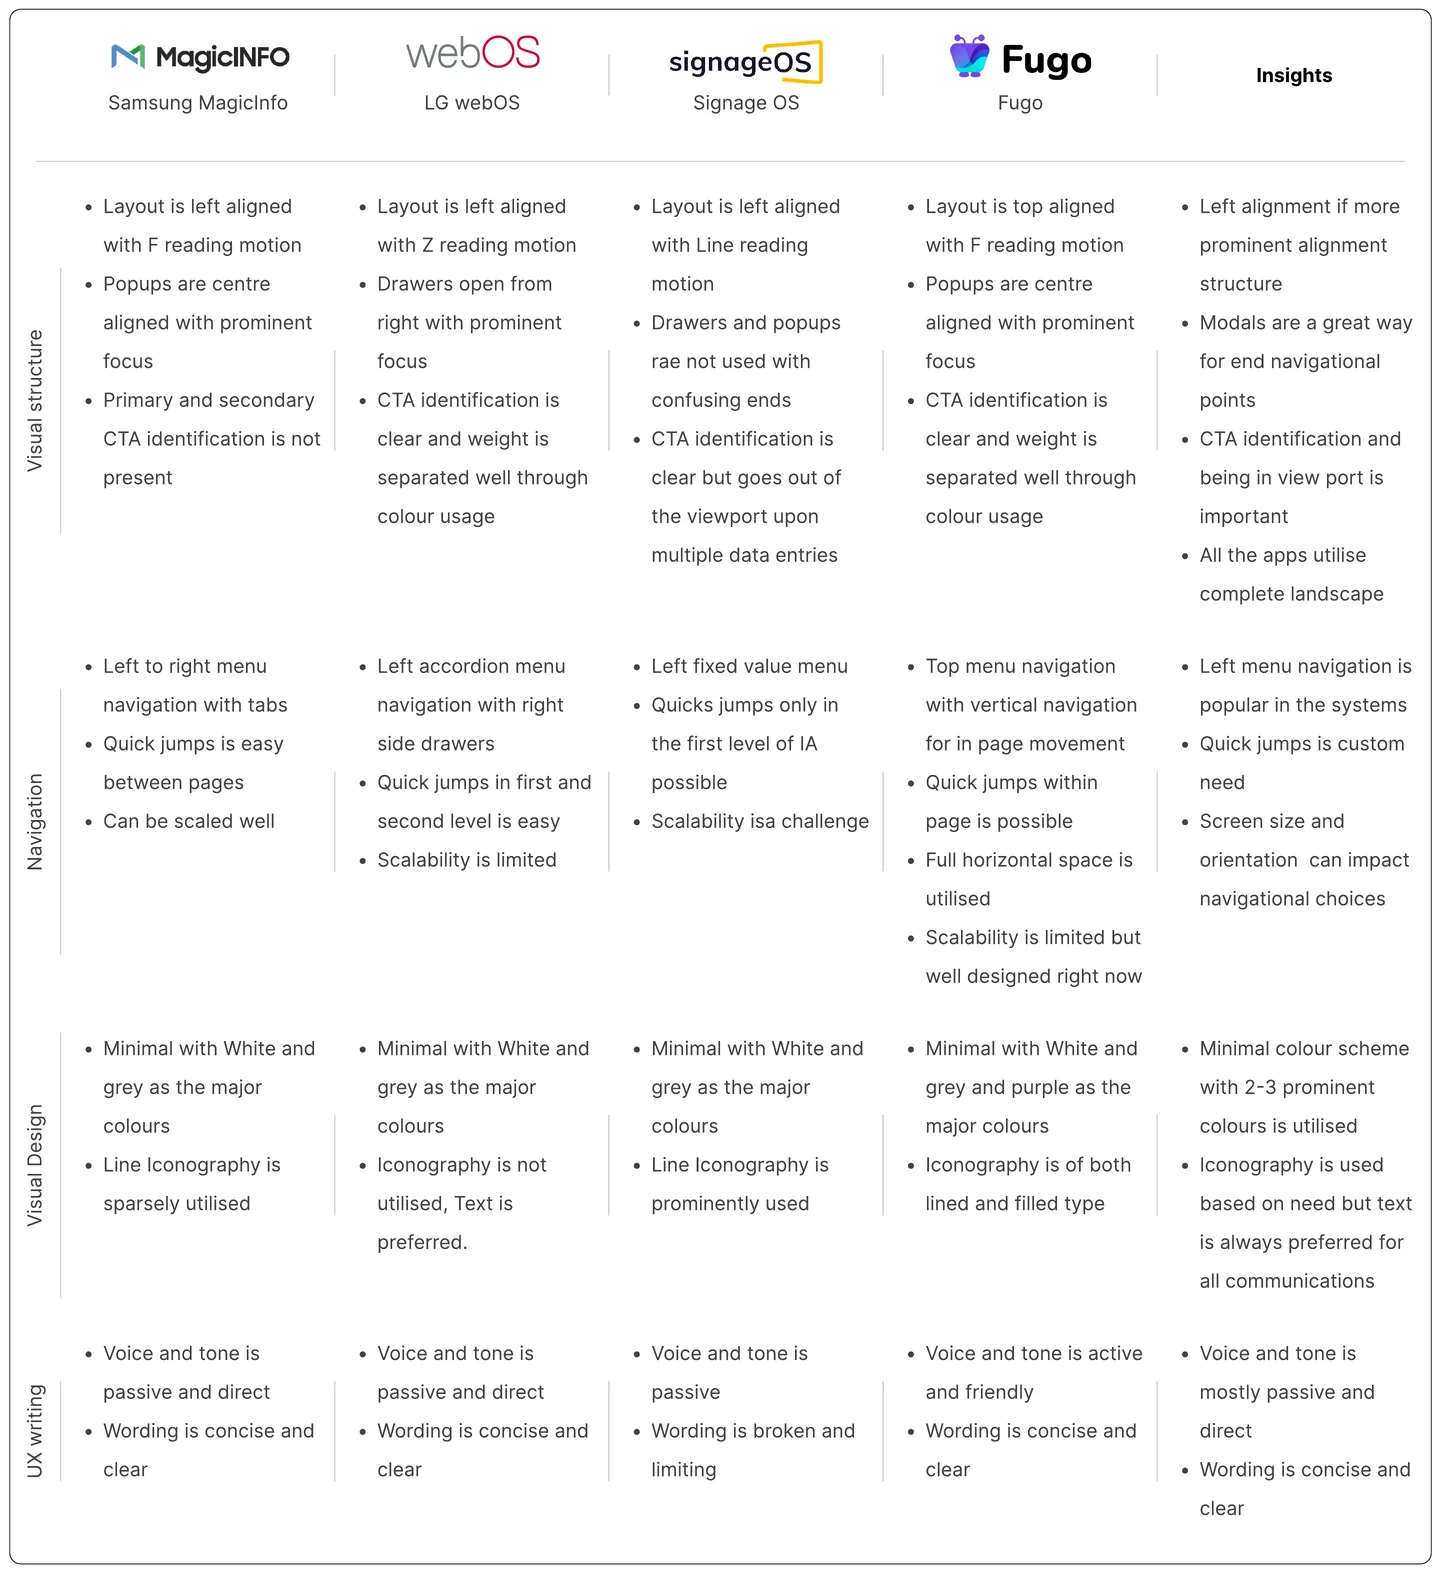 MagicINFO
Samsung MagicInfo
webOS
LG webOS
signageOS
Signage OS
Fugo
Fugo
Insights
Visual structure
Layout is left aligned
with F reading motion
Popups are centre
aligned with prominent
focus
Primary and secondary
CTA identification is not
present
Layout is left aligned
with Z reading motion
Drawers open from
right with prominent
focus
CTA identification is
clear and weight is
separated well through
colour usage
Layout is left aligned
with Line reading
motion
Drawers and popups
rae not used with
confusing ends
CTA identification is
clear but goes out of
the viewport upon
multiple data entries
Layout is top aligned
with F reading motion
Popups are centre
aligned with prominent
focus
CTA identification is
clear and weight is
separated well through
colour usage
Left alignment if more
prominent alignment
structure
Modals are a great way
for end navigational
points
CTA identification and
being in view port is
important
All the apps utilise
complete landscape
Navigation
Left to right menu
navigation with tabs
Quick jumps is easy
between pages
Can be scaled well
Left accordion menu
navigation with right
side drawers
Quick jumps in first and
second level is easy
Scalability is limited
Left fixed value menu
Quicks jumps only in
the first level of IA
possible
Scalability isa challenge
Top menu navigation
with vertical navigation
for in page movement
Quick jumps within
page is possible
Full horizontal space is
utilised
Scalability is limited but
well designed right now
Left menu navigation is
popular in the systems
Quick jumps is custom
need
Screen size and
orientation  can impact
navigational choices
Visual Design
Minimal with White and
grey as the major
colours
Line Iconography is
sparsely utilised
Minimal with White and
grey as the major
colours
Iconography is not
utilised, Text is
preferred.
Minimal with White and
grey as the major
colours
Line Iconography is
prominently used
Minimal with White and
grey and purple as the
major colours
Iconography is of both
lined and filled type
Minimal colour scheme
with 2-3 prominent
colours is utilised
Iconography is used
based on need but text
is always preferred for
all communications
UX writing
Voice and tone is
passive and direct
Wording is concise and
clear
Voice and tone is
passive and direct
Wording is concise and
clear
Voice and tone is
passive
Wording is broken and
limiting
Voice and tone is active
and friendly
Wording is concise and
clear
Voice and tone is
mostly passive and
direct
Wording is concise and
clear